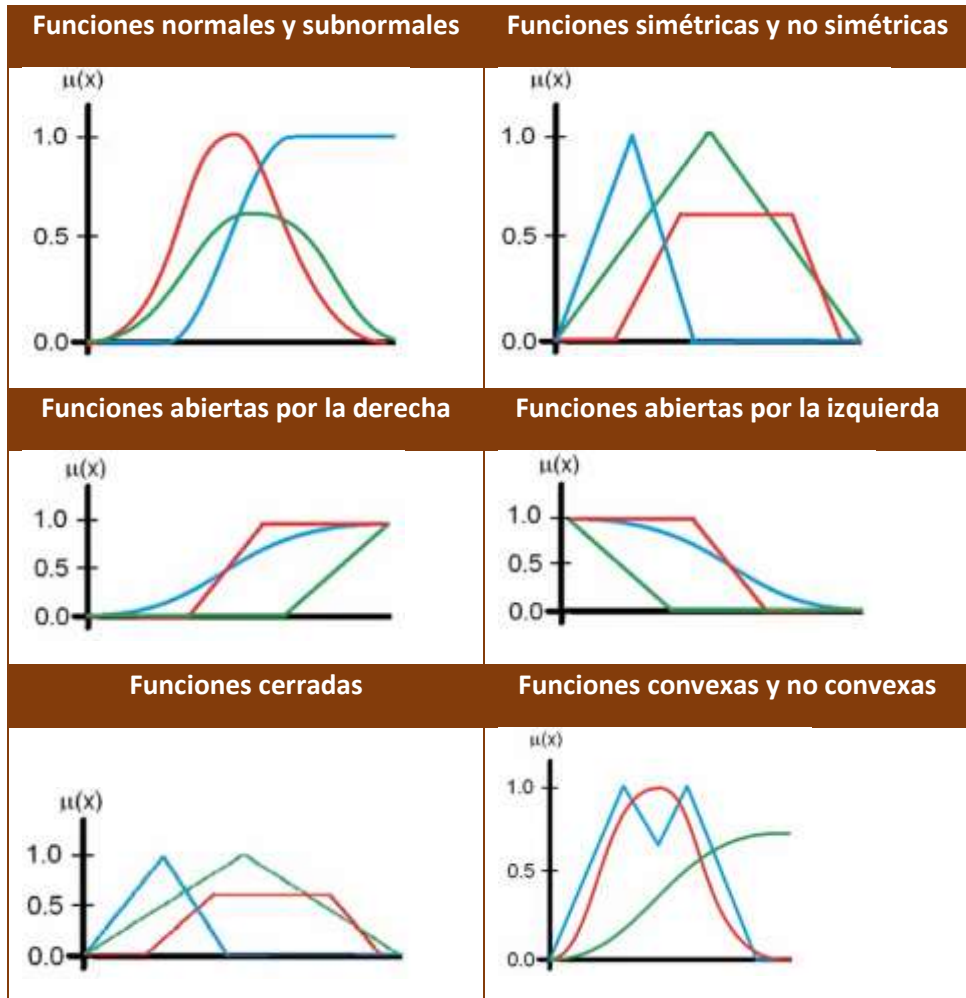 Funciones normales y subnormales
μ(x)
1.0
0.5
0.0
Funciones simétricas y no simétricas
μ(x)
1.0
0.5
0.0
Funciones abiertas por la derecha
μ(x)
1.0
0.5
0.0
Funciones abiertas por la izquierda
μ(x)
1.0
0.5
0.0
Funciones cerradas
μ(x)
1.0
0.5
0.0
Funciones convexas y no convexas
μ(x)
1.0
0.5
0.0